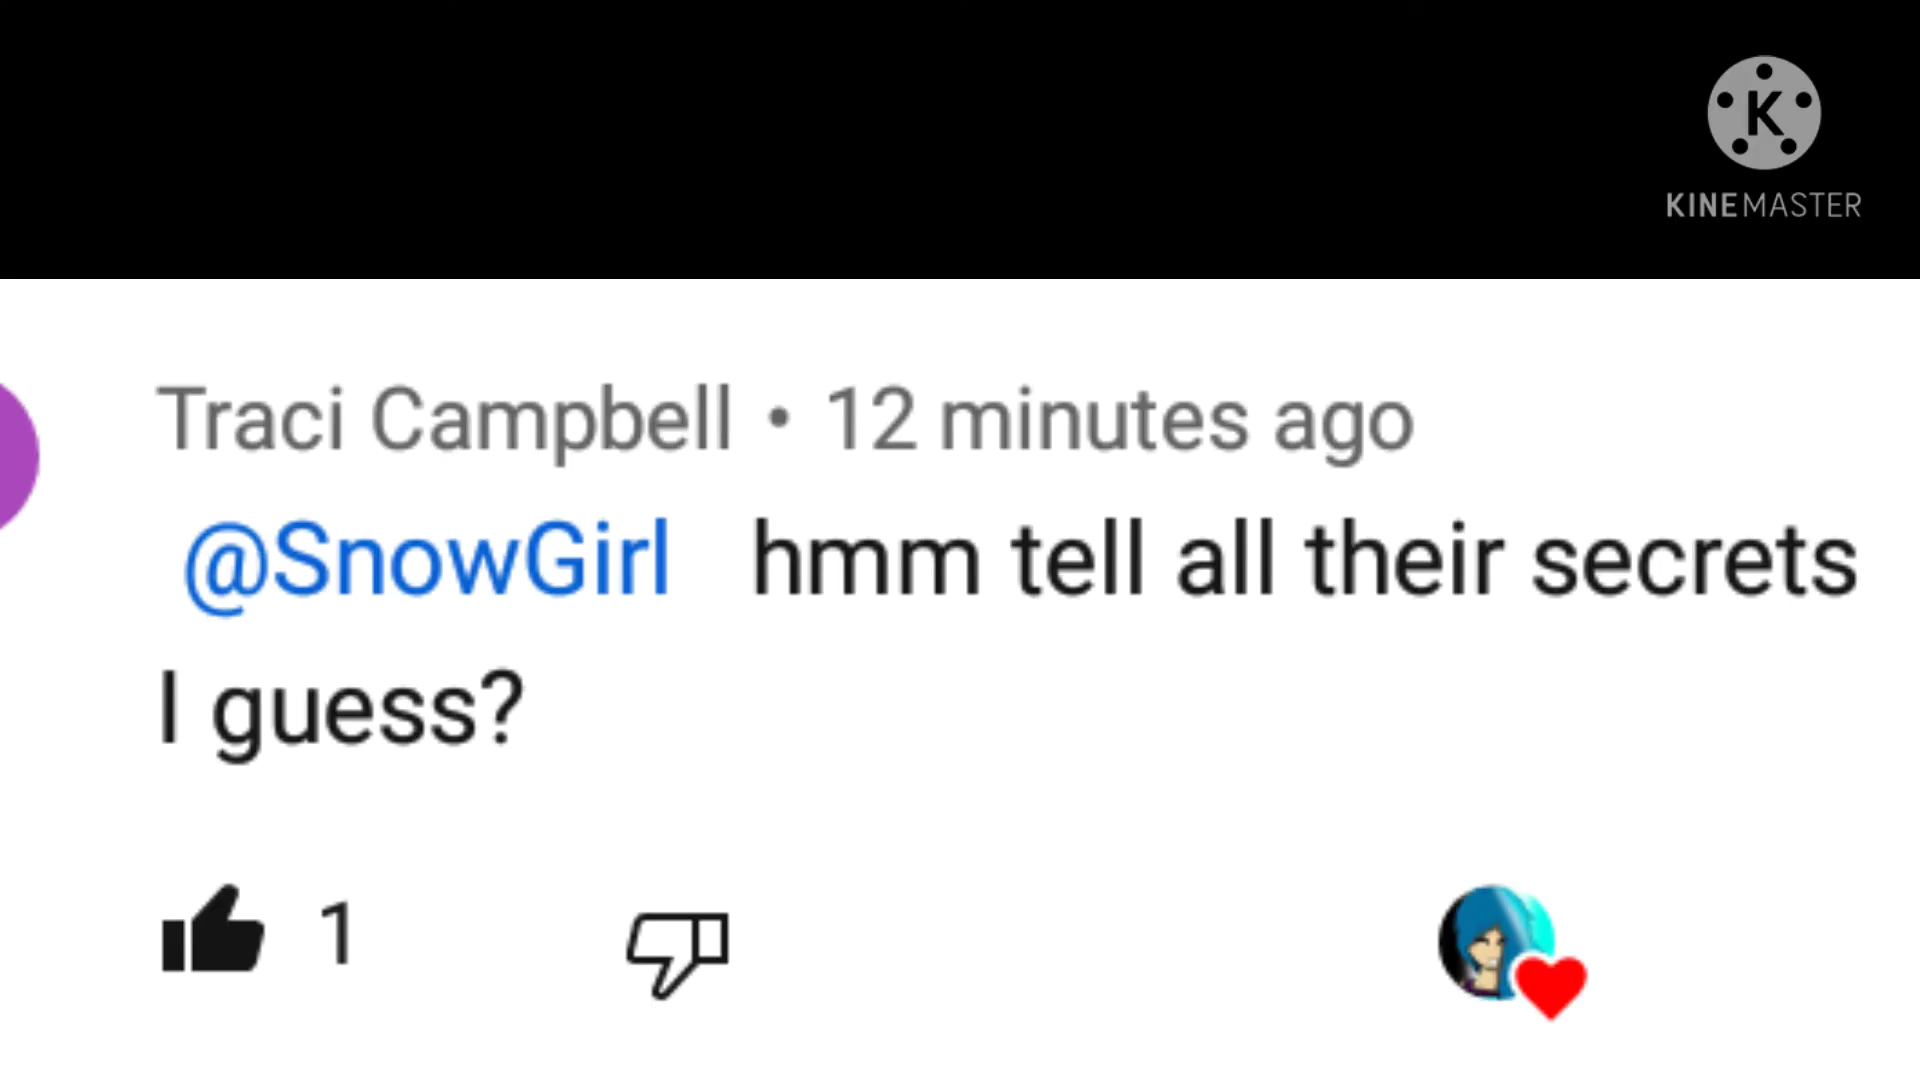 K
KINEMASTER
Traci Campbell • 12 minutes ago
@SnowGirl hmm tell all their secrets
I guess?
1